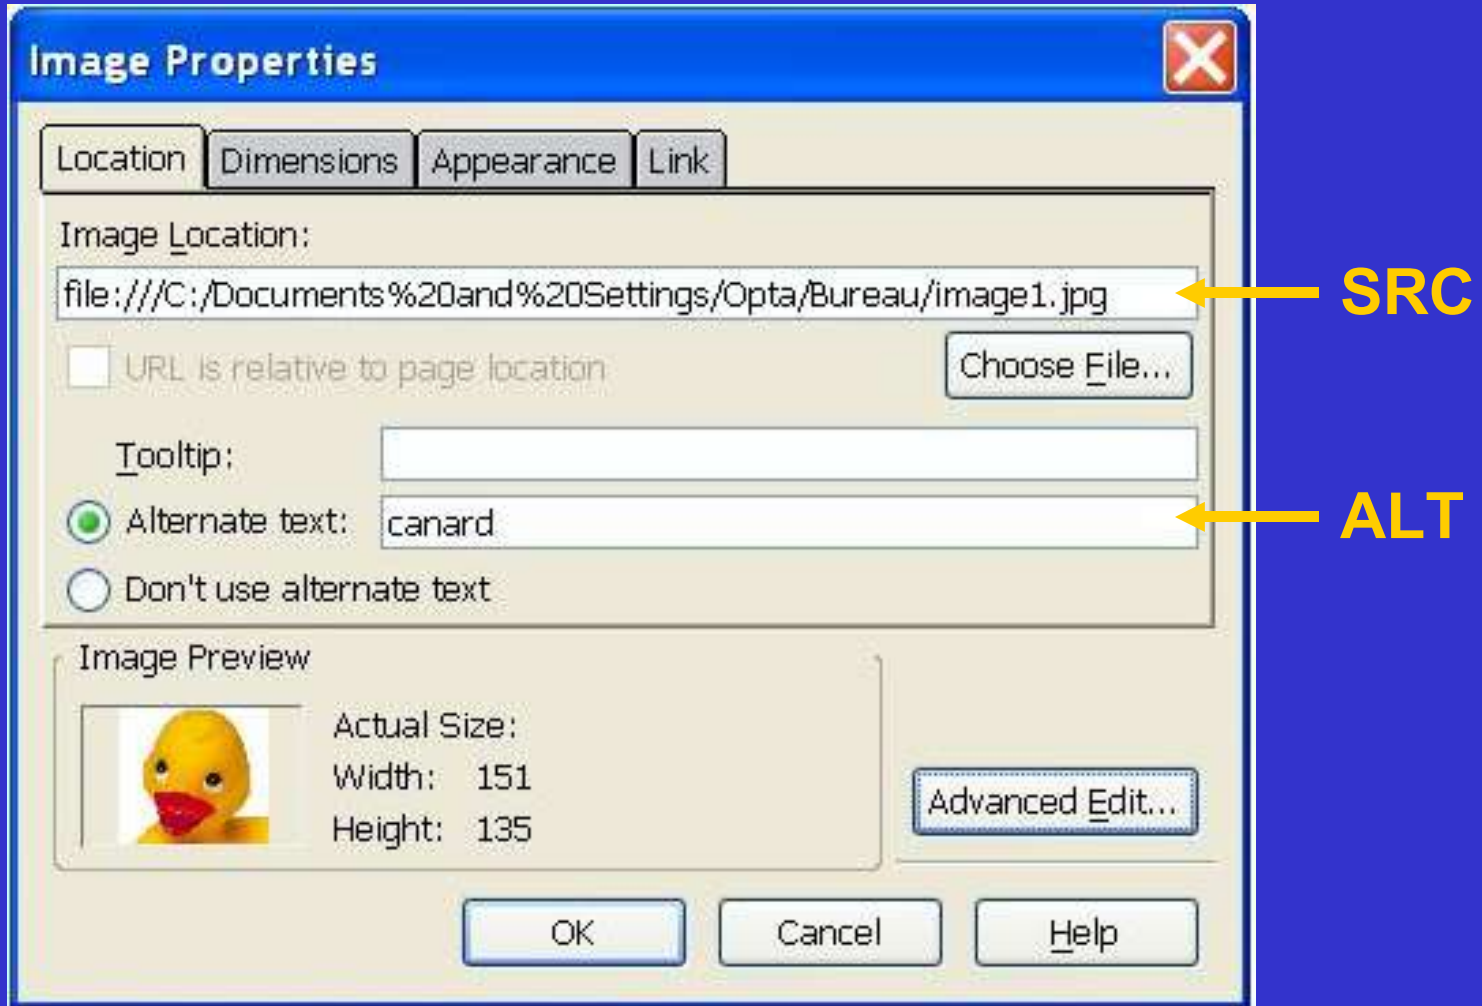 Image Properties
Location Dimensions Appearance Link
Image Location:
file:///C:/Documents%20and%20Settings/Opta/Bureau/image1.jpg
SRC
URL is relative to page location
Choose File...
Tooltip:
Alternate text: canard
ALT
Don't use alternate text
Image Preview
Actual Size:
Width: 151
Height: 135
Advanced Edit...
OK Cancel Help